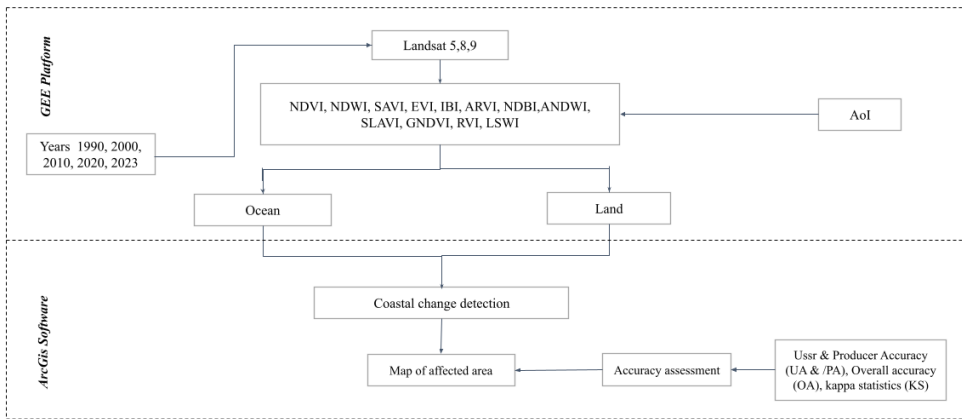 GEE Platform
Landsat 5,8,9
NDVI, NDWI, SAVI, EVI, IBI, ARVI, NDBI,ANDWI,
SLAVI, GNDVI, RVI, LSWI
AoI
Years 1990, 2000,
2010, 2020, 2023
Ocean
Land
ArcGis Software
Coastal change detection
Map of affected area
Accuracy assessment
Ussr & Producer Accuracy
(UA & /PA), Overall accuracy
(OA), kappa statistics (KS)